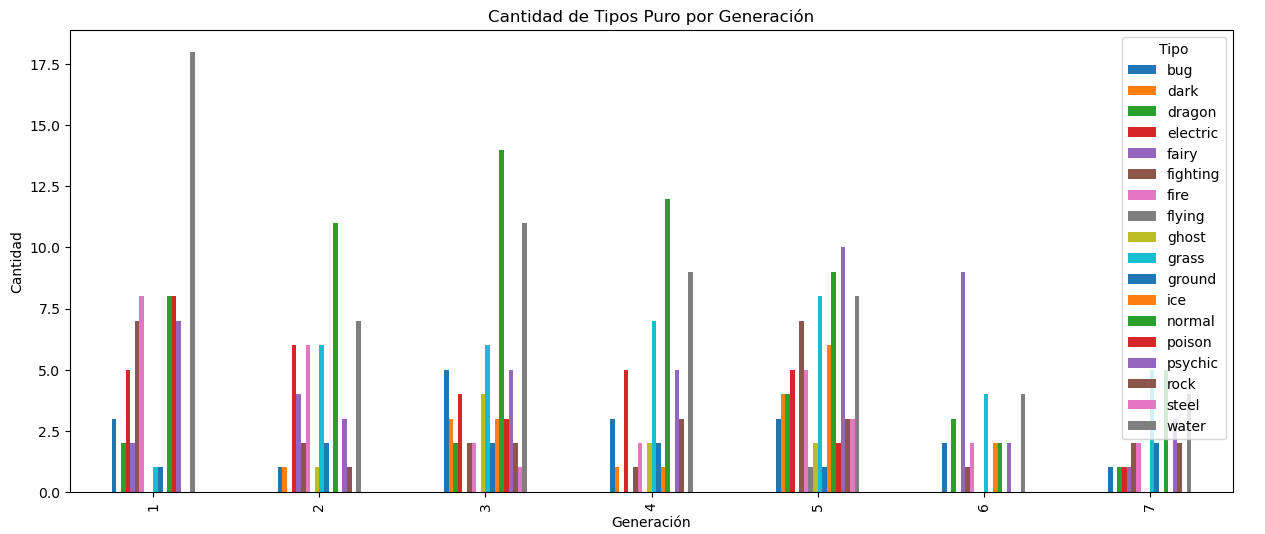 Cantidad de Tipos Puro por Generación
Cantidad
17.5
15.0
12.5
10.0
7.5
5.0
2.5
0.0
1
2
3
4
5
6
7
Generación
Tipo
bug
dark
dragon
electric
fairy
fighting
fire
flying
ghost
grass
ground
ice
normal
poison
psychic
rock
steel
water